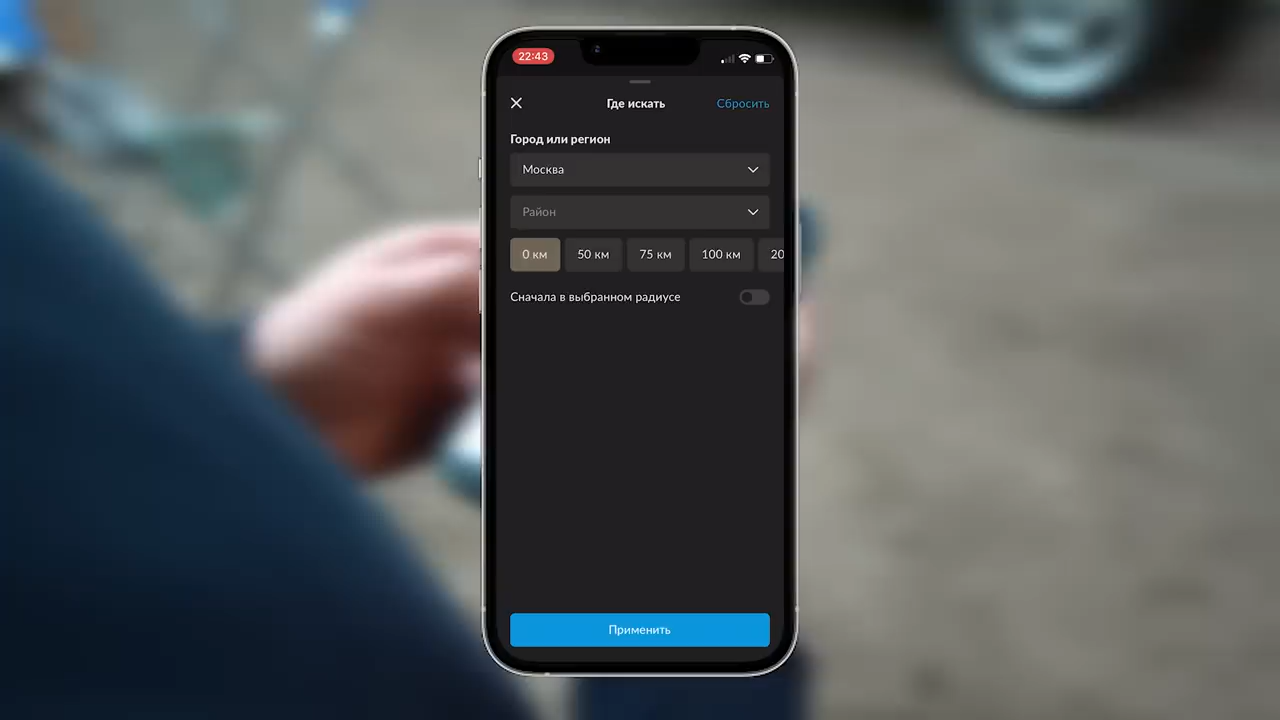 22:43
Где искать
Сбросить
Город или регион
Москва
Район
0 км
50 км
75 км
100 км
20
Сначала в выбранном радиусе
Применить